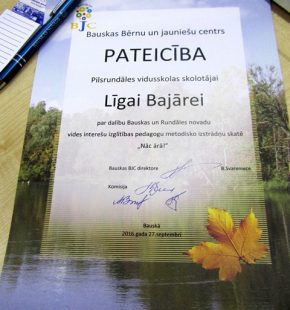 BJC
Bauskas Bērnu un jauniešu centrs
PATEICĪBA
Pilsrundāles vidusskolas skolotājai
Līgai Bajārei
par dalību Bauskas un Rundāles novadu
vides interešu izglītības pedagogu metodisko izstrādņu skatē
„Nāc ārā!”
Bauskas BJC direktore B.Svareniece
Komisija
Bauskā
2016.gada 27.septembrī